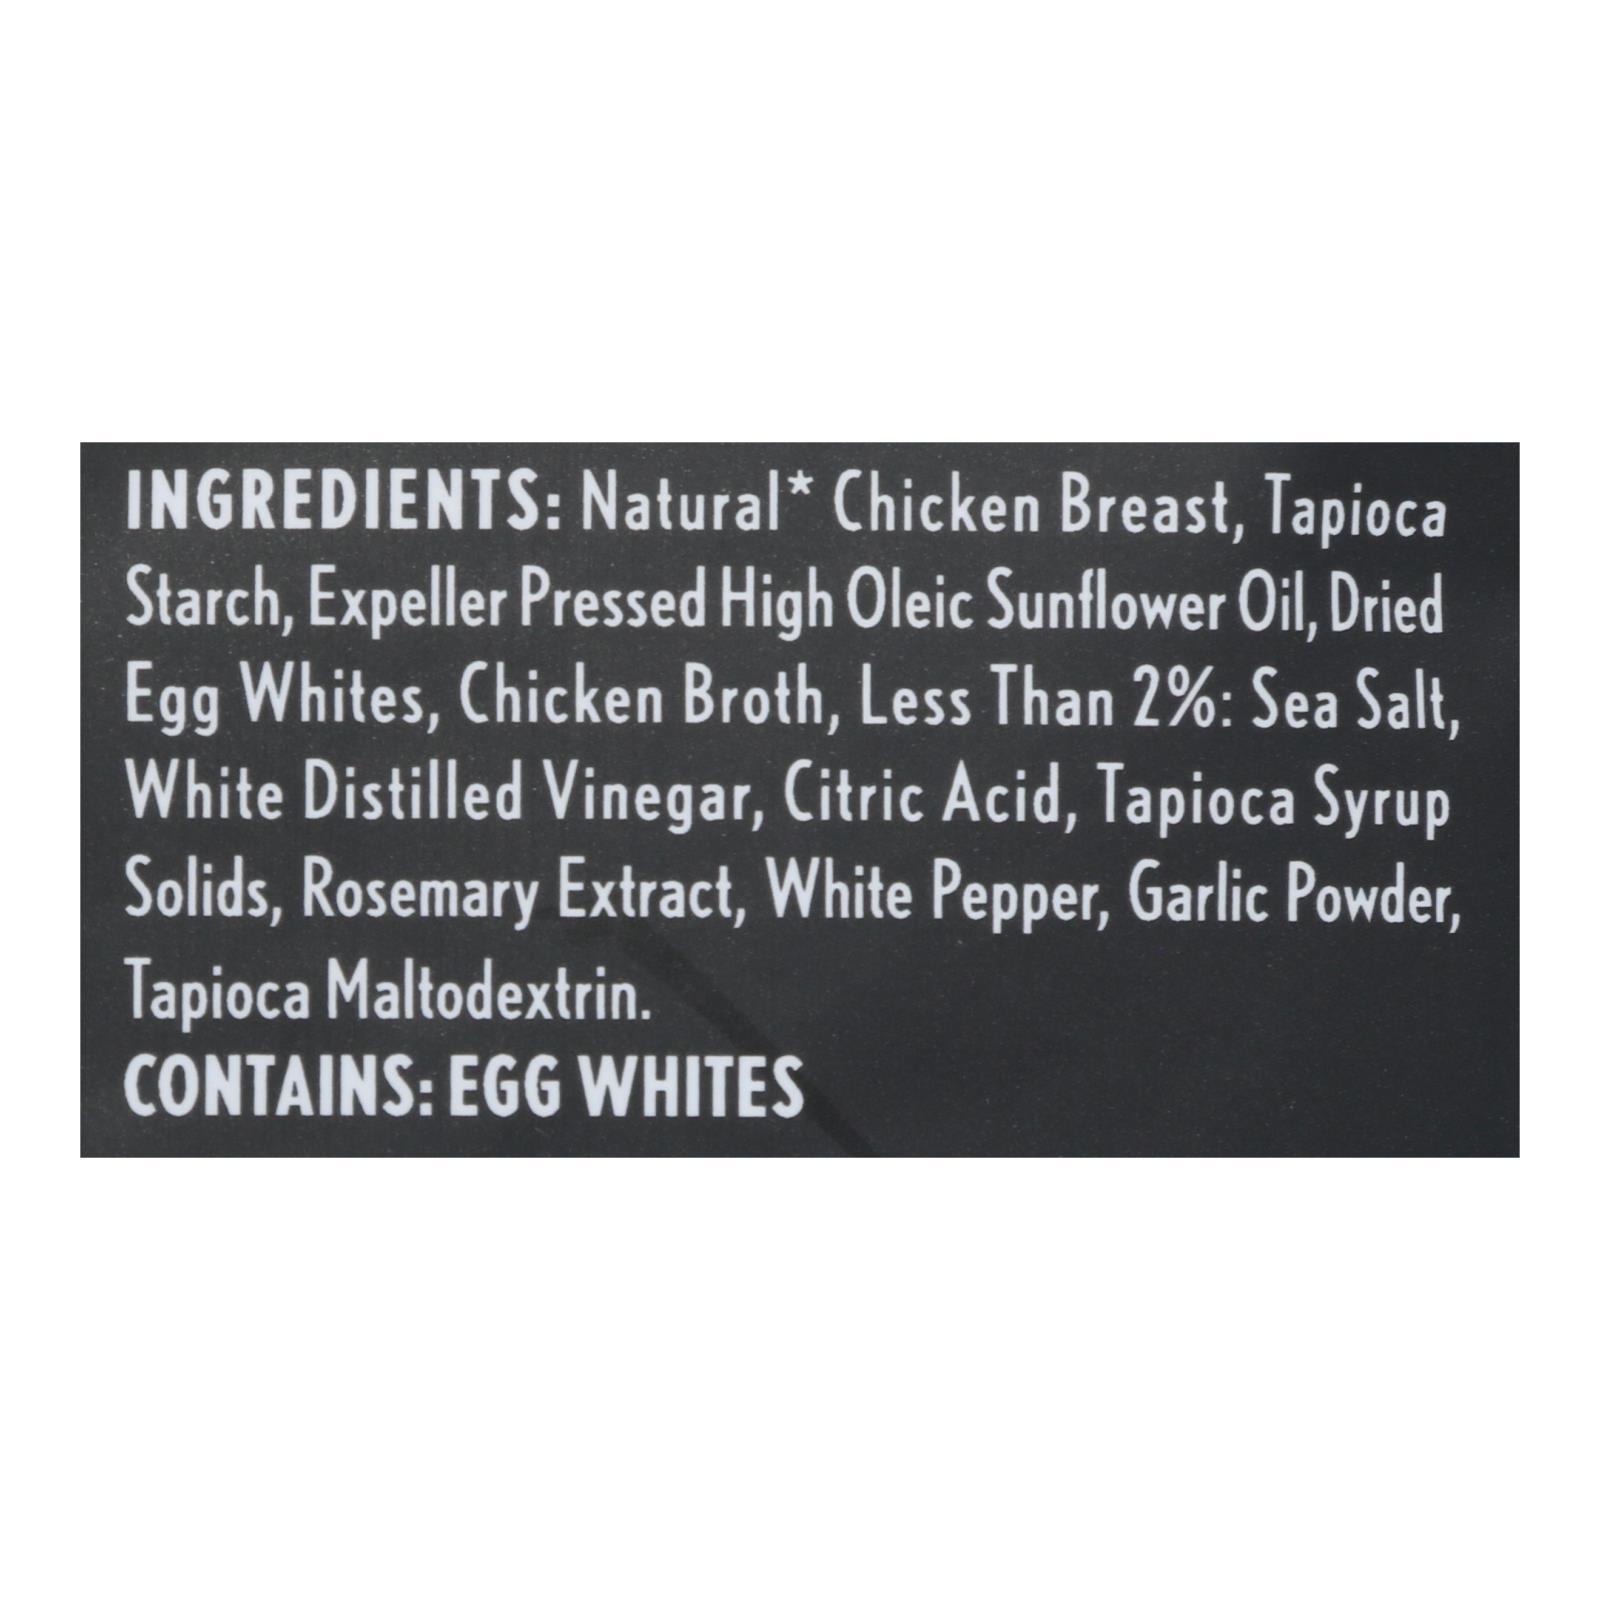 INGREDIENTS: Natural* Chicken Breast, Tapioca
Starch, Expeller Pressed High Oleic Sunflower Oil, Dried
Egg Whites, Chicken Broth, Less Than 2%: Sea Salt,
White Distilled Vinegar, Citric Acid, Tapioca Syrup
Solids, Rosemary Extract, White Pepper, Garlic Powder,
Tapioca Maltodextrin.
CONTAINS: EGG WHITES